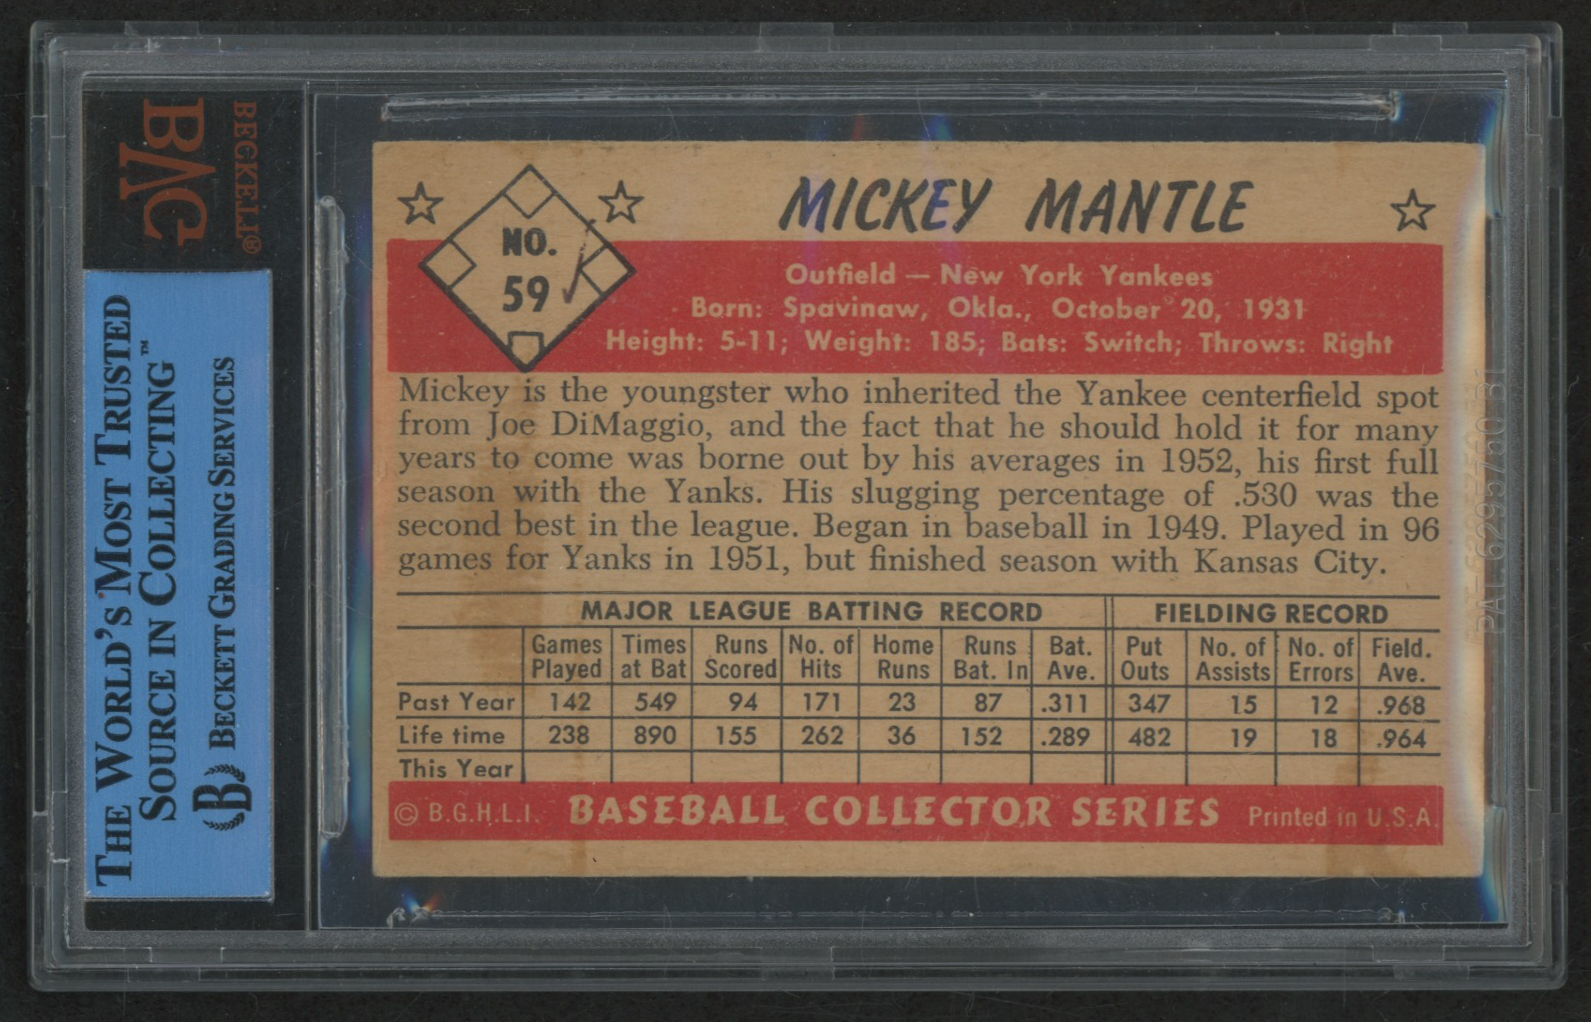 BECKETT®
BVG
THE WORLD'S MOST TRUSTED
SOURCE IN COLLECTING™
BECKETT GRADING SERVICES
B
MICKEY MANTLE
NO.
59 ✓
Outfield — New York Yankees
Born: Spavinaw, Okla., October 20, 1931
Height: 5-11; Weight: 185; Bats: Switch; Throws: Right
Mickey is the youngster who inherited the Yankee centerfield spot
from Joe DiMaggio, and the fact that he should hold it for many
years to come was borne out by his averages in 1952, his first full
season with the Yanks. His slugging percentage of .530 was the
second best in the league. Began in baseball in 1949. Played in 96
games for Yanks in 1951, but finished season with Kansas City.
MAJOR LEAGUE BATTING RECORD FIELDING RECORD
Games Times Runs No. of Home Runs Bat. Put No. of No. of Field.
Played at Bat Scored Hits Runs Bat. In Ave. Outs Assists Errors Ave.
Past Year 142 549 94 171 23 87 .311 347 15 12 .968
Life time 238 890 155 262 36 152 .289 482 19 18 .964
This Year
© B.G.H.L.I. BASEBALL COLLECTOR SERIES Printed in U.S.A.